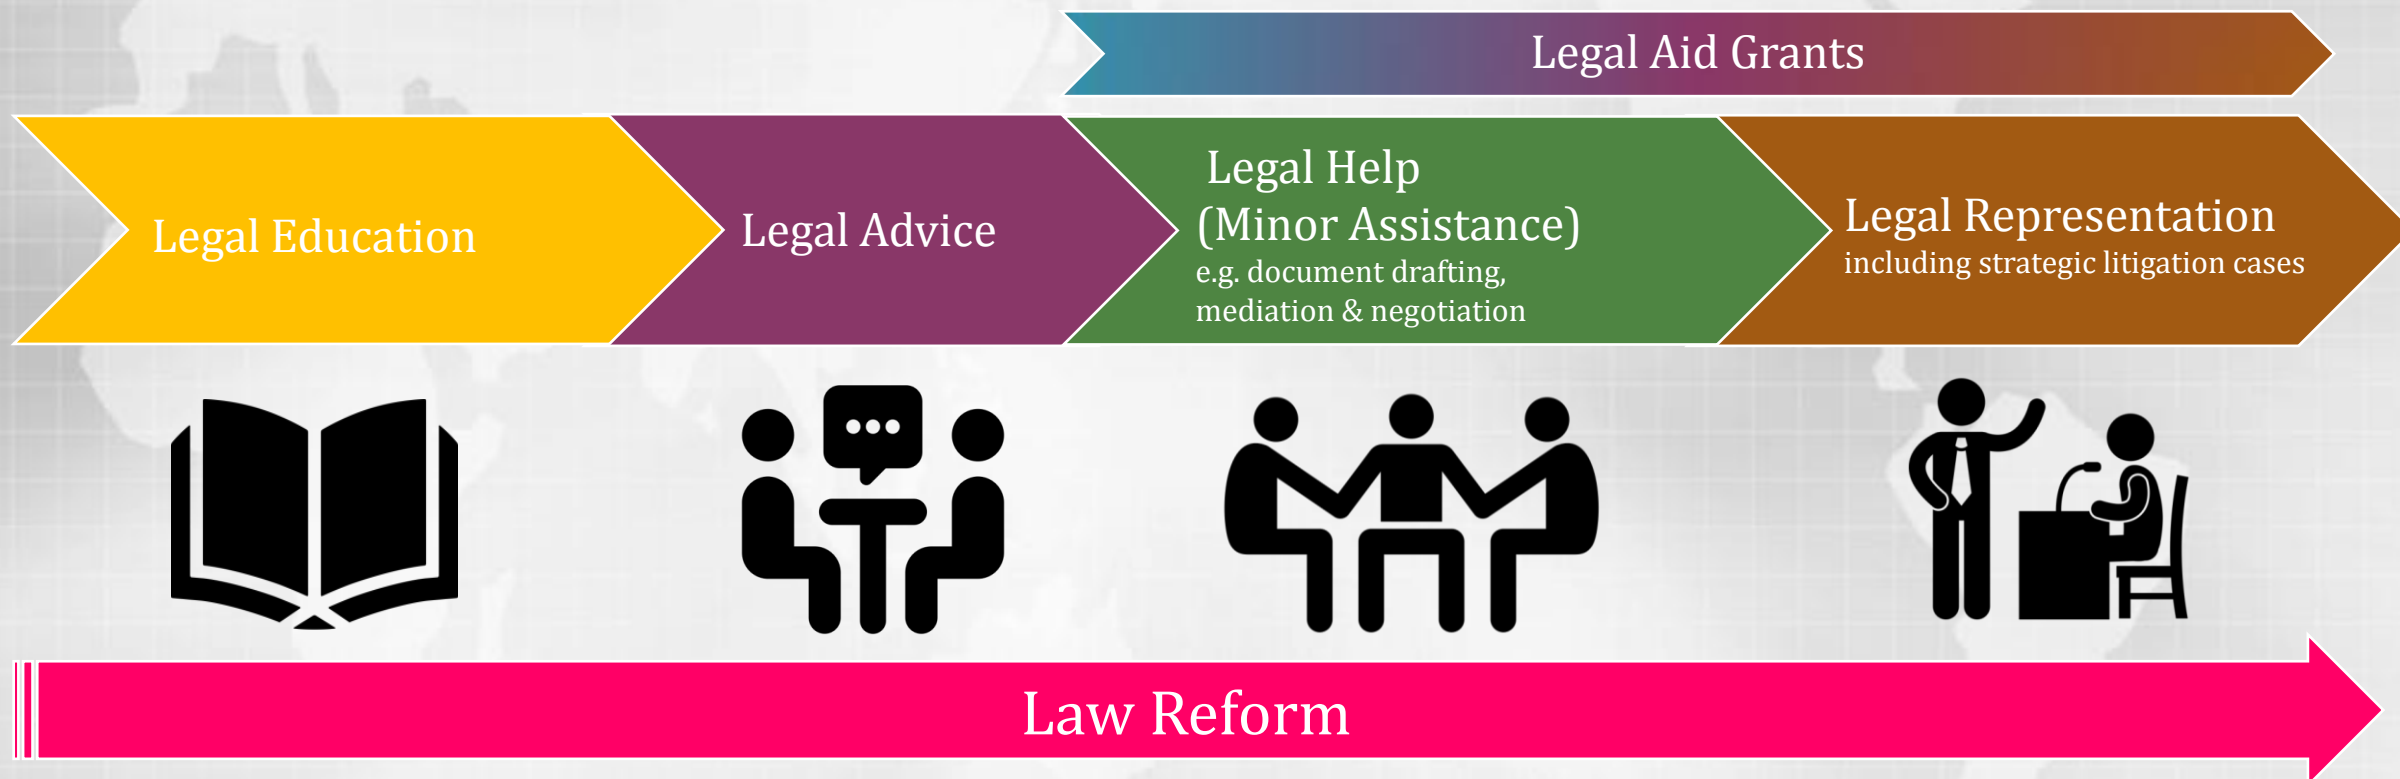 Legal Aid Grants
Legal Education
Legal Advice
Legal Help
(Minor Assistance)
e.g. document drafting,
mediation & negotiation
Legal Representation
including strategic litigation cases
Law Reform